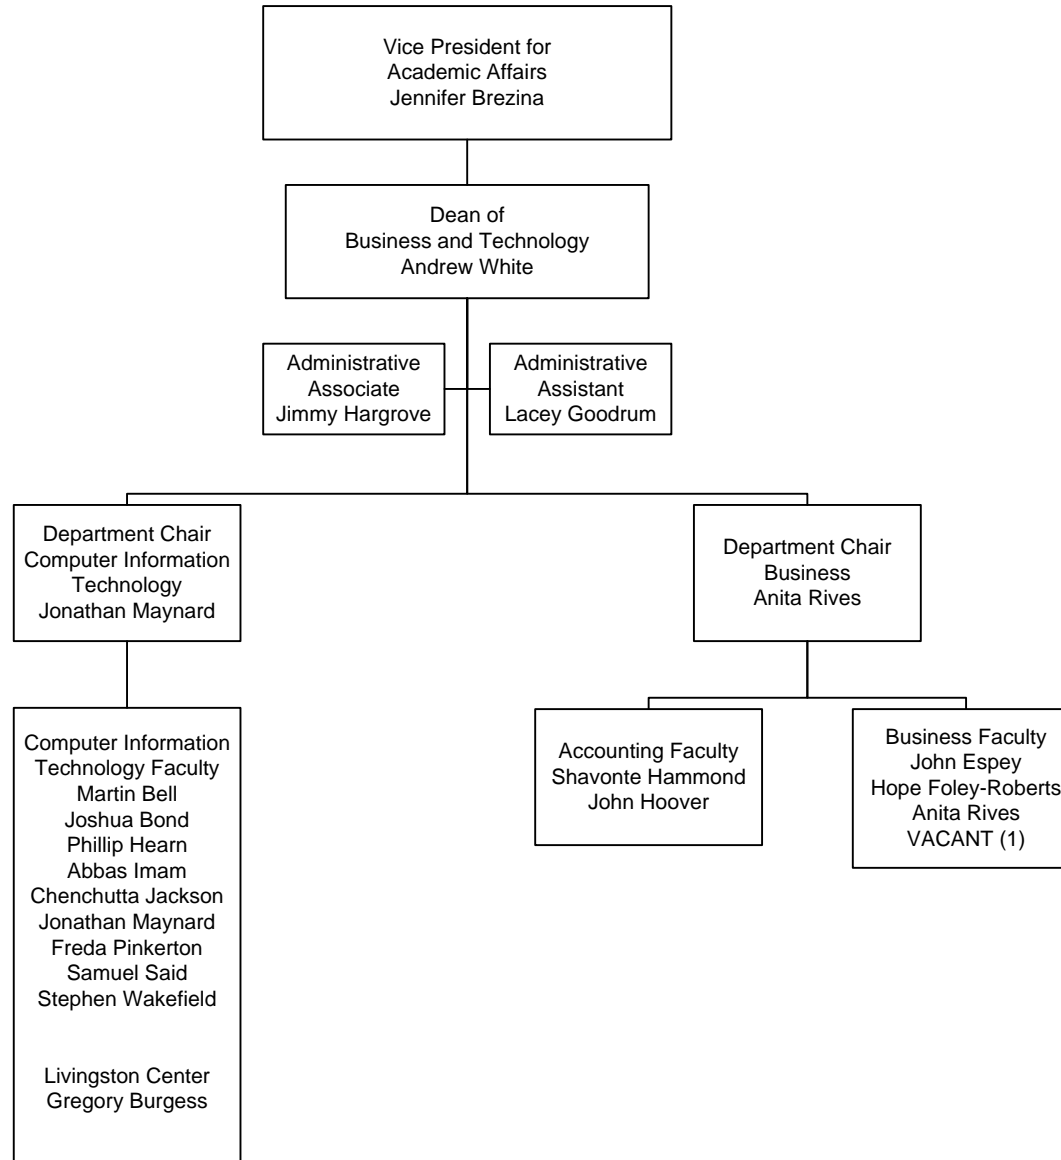 Vice President for
Academic Affairs
Jennifer Brezina
Dean of
Business and Technology
Andrew White
Administrative
Associate
Jimmy Hargrove
Administrative
Assistant
Lacey Goodrum
Department Chair
Computer Information
Technology
Jonathan Maynard
Department Chair
Business
Anita Rives
Computer Information
Technology Faculty
Martin Bell
Joshua Bond
Phillip Hearn
Abbas Imam
Chenchutta Jackson
Jonathan Maynard
Freda Pinkerton
Samuel Said
Stephen Wakefield
Livingston Center
Gregory Burgess
Accounting Faculty
Shavonte Hammond
John Hoover
Business Faculty
John Espey
Hope Foley-Roberts
Anita Rives
VACANT (1)